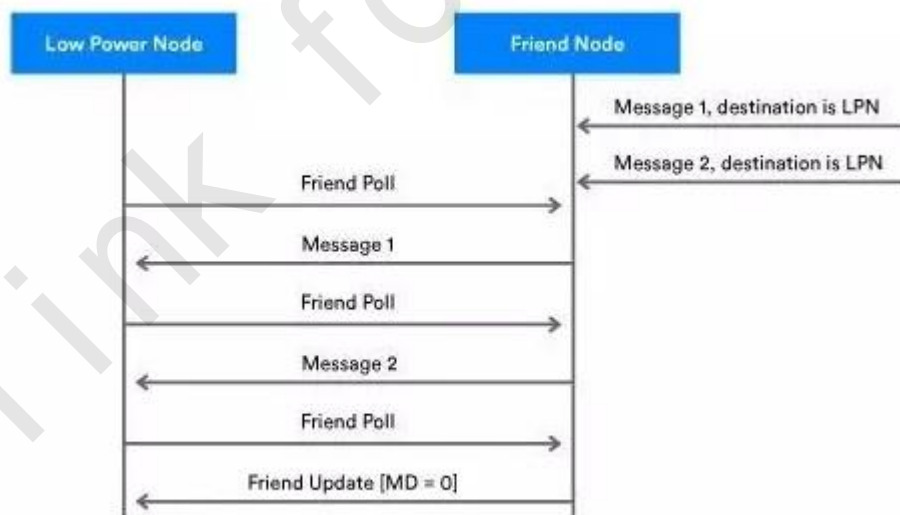 Low Power Node
Friend Node
Message 1, destination is LPN
Message 2, destination is LPN
Friend Poll
Message 1
Friend Poll
Message 2
Friend Poll
Friend Update [MD = 0]